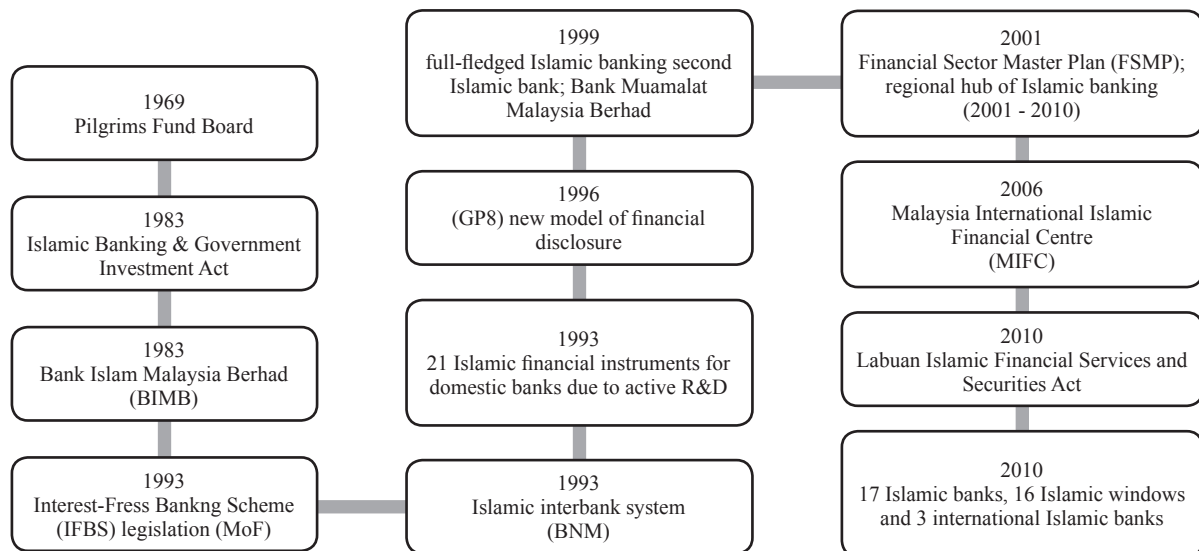 1969
Pilgrims Fund Board
1983
Islamic Banking & Government
Investment Act
1983
Bank Islam Malaysia Berhad
(BIMB)
1993
Interest-Fress Bankng Scheme
(IFBS) legislation (MoF)
1993
Islamic interbank system
(BNM)
1993
21 Islamic financial instruments for
domestic banks due to active R&D
1996
(GP8) new model of financial
disclosure
1999
full-fledged Islamic banking second
Islamic bank; Bank Muamalat
Malaysia Berhad
2001
Financial Sector Master Plan (FSMP);
regional hub of Islamic banking
(2001 - 2010)
2006
Malaysia International Islamic
Financial Centre
(MIFC)
2010
Labuan Islamic Financial Services and
Securities Act
2010
17 Islamic banks, 16 Islamic windows
and 3 international Islamic banks